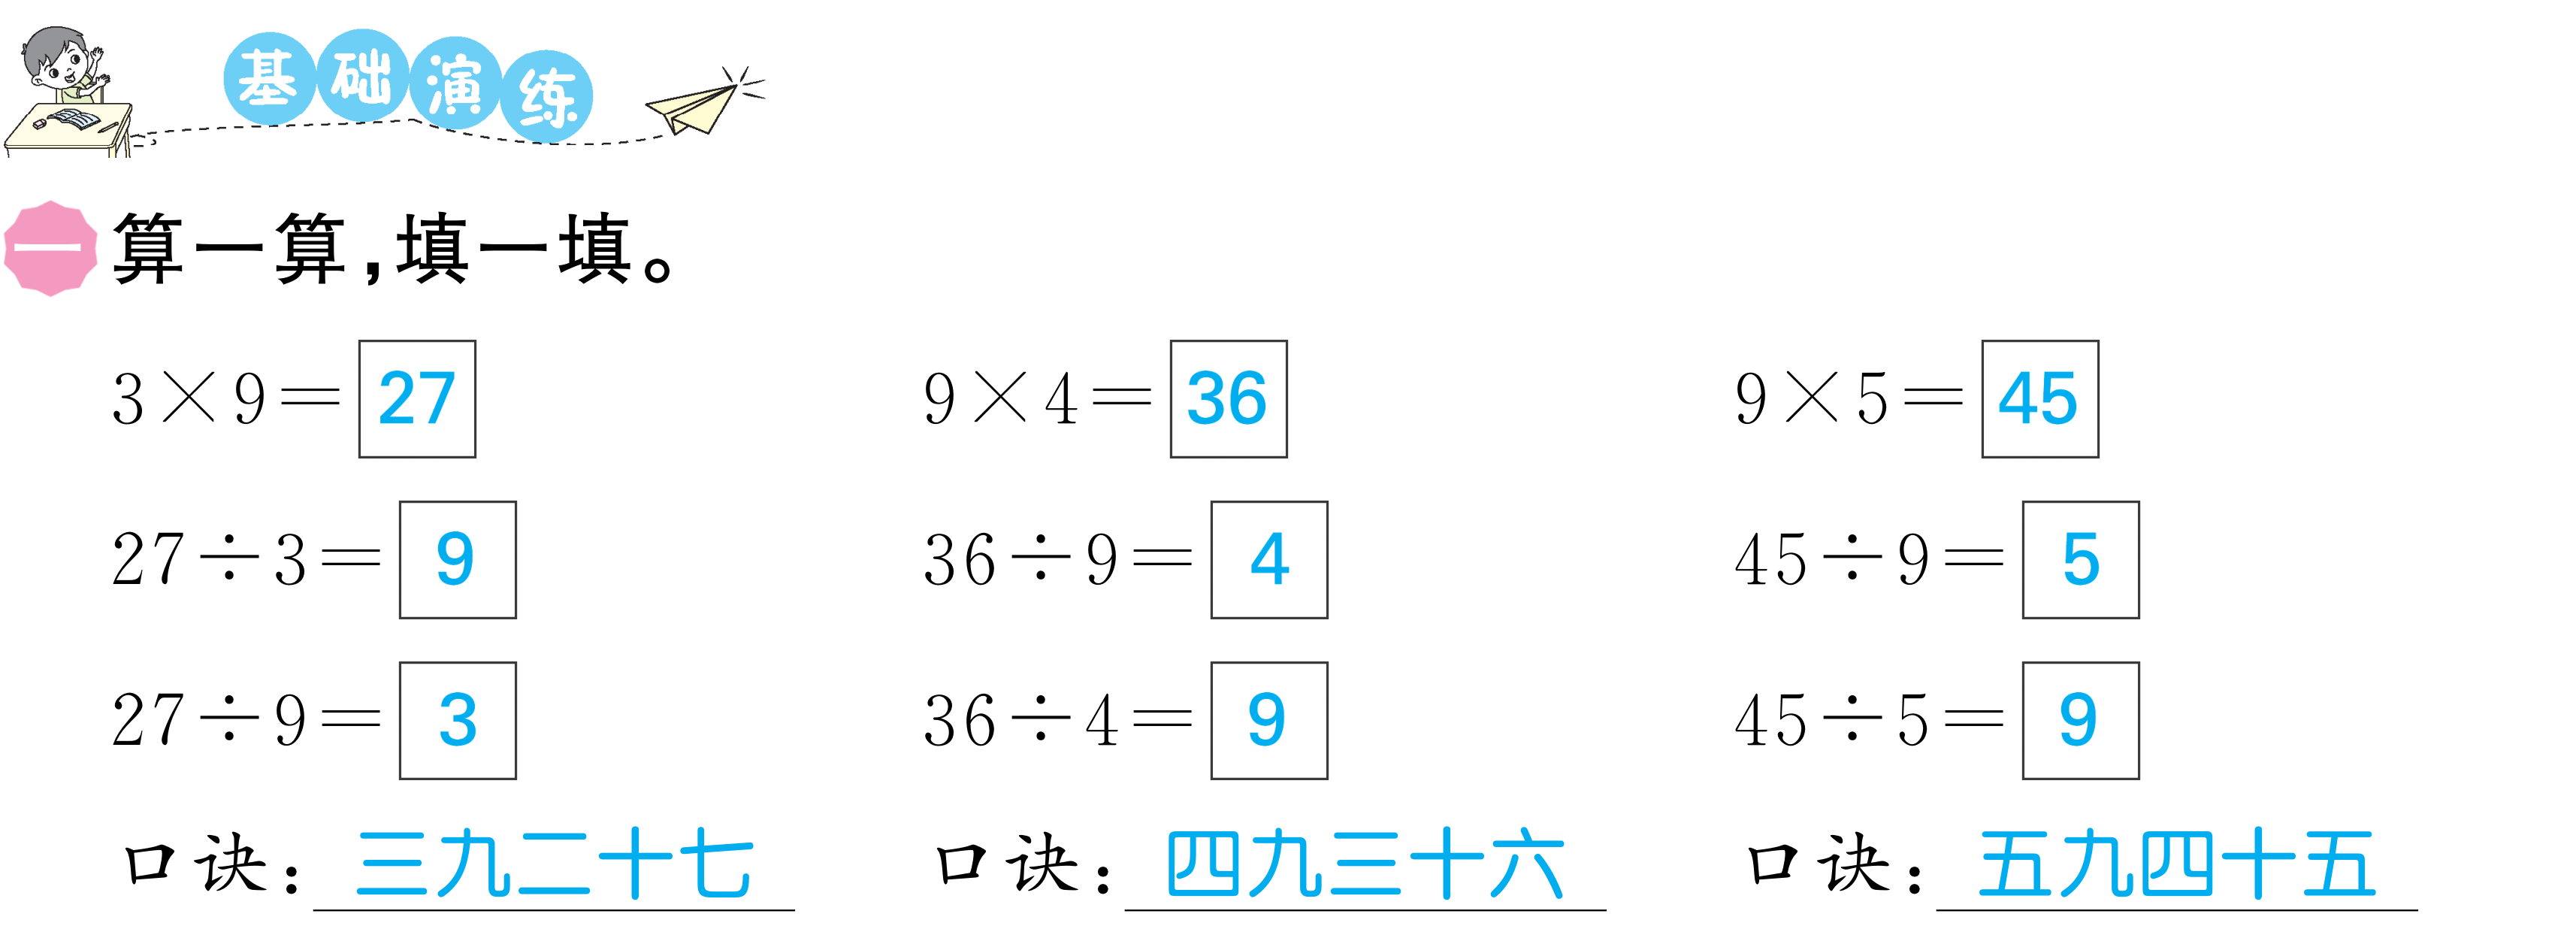 基础演练
一 算一算,填一填。
3×9=27 9×4=36 9×5=45
27÷3=9 36÷9=4 45÷9=5
27÷9=3 36÷4=9 45÷5=9
口诀:三九二十七 口诀:四九三十六 口诀:五九四十五